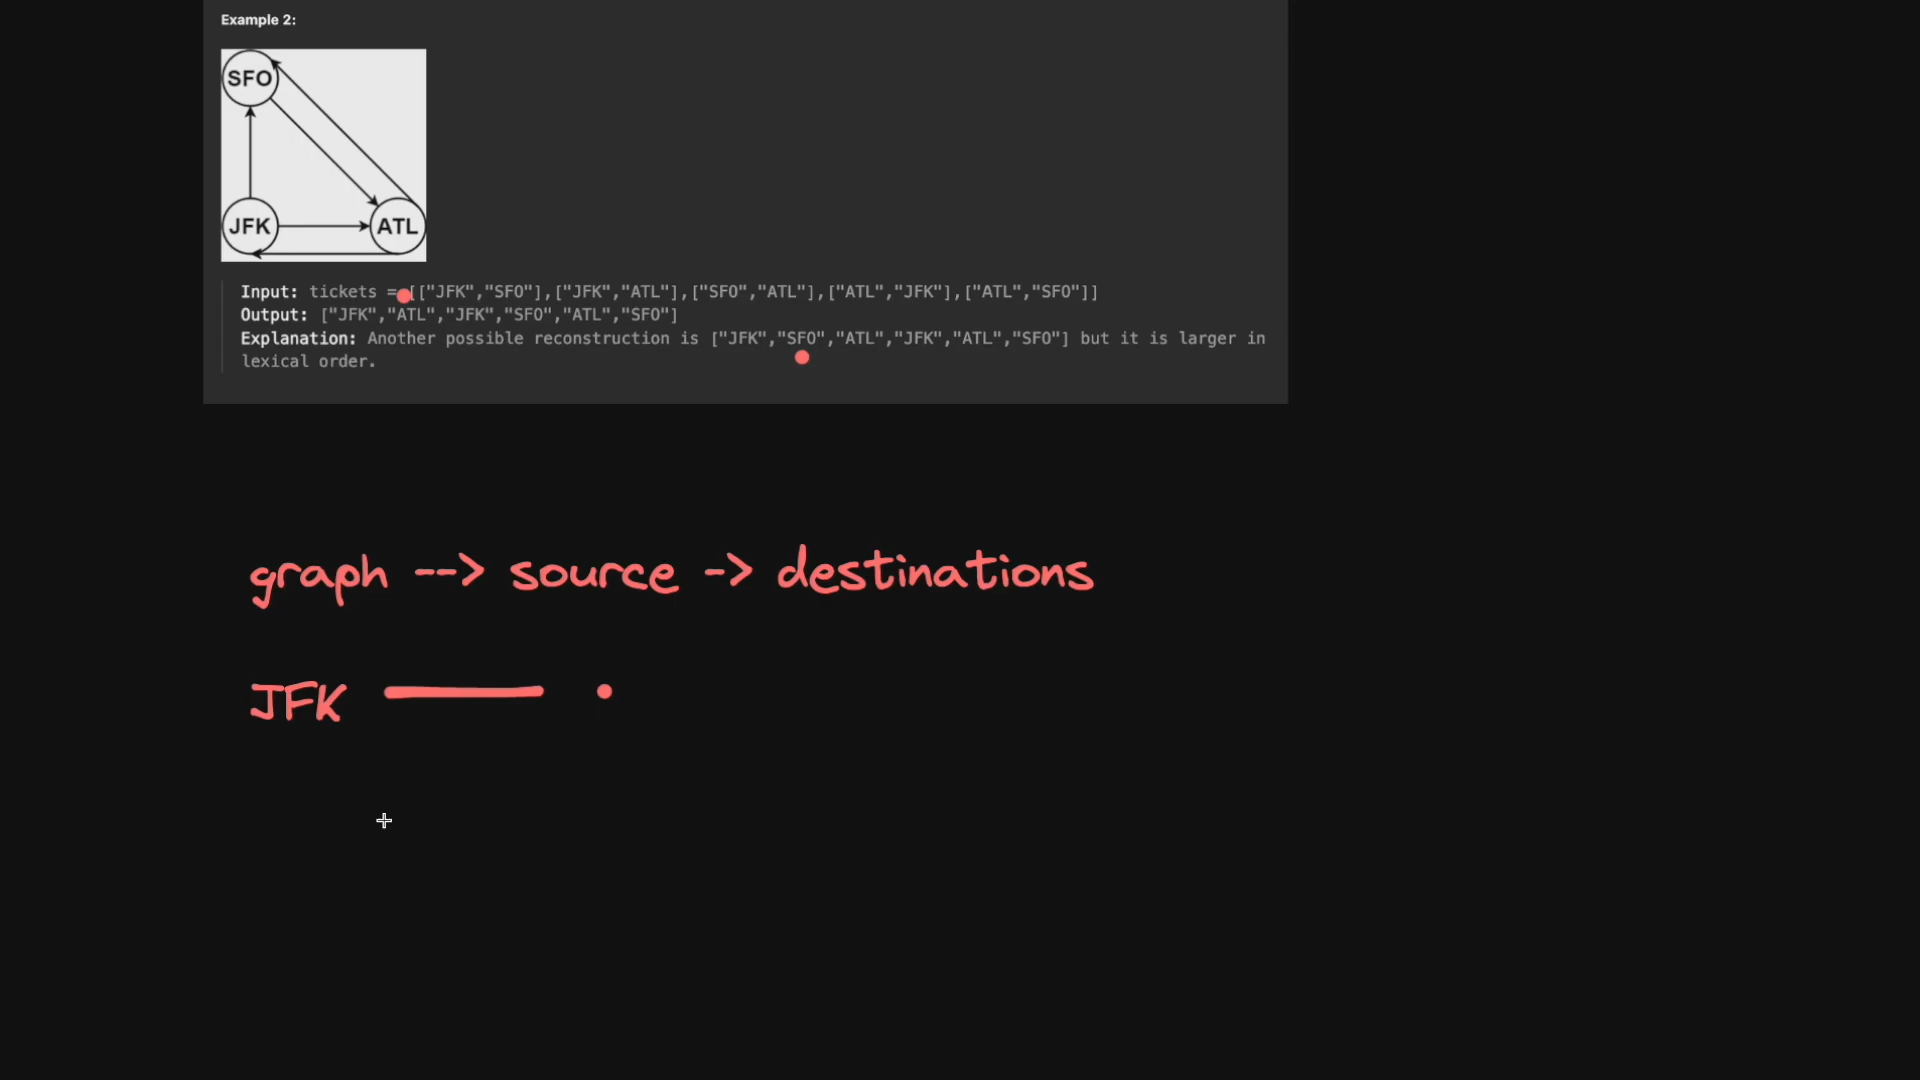 Example 2:
SFO
JFK
ATL
Input: tickets = [["JFK","SFO"],["JFK","ATL"],["SFO","ATL"],["ATL","JFK"],["ATL","SFO"]]
Output: ["JFK","ATL","JFK","SFO","ATL","SFO"]
Explanation: Another possible reconstruction is ["JFK","SFO","ATL","JFK","ATL","SFO"] but it is larger in
lexical order.
graph --> source -> destinations
JFK